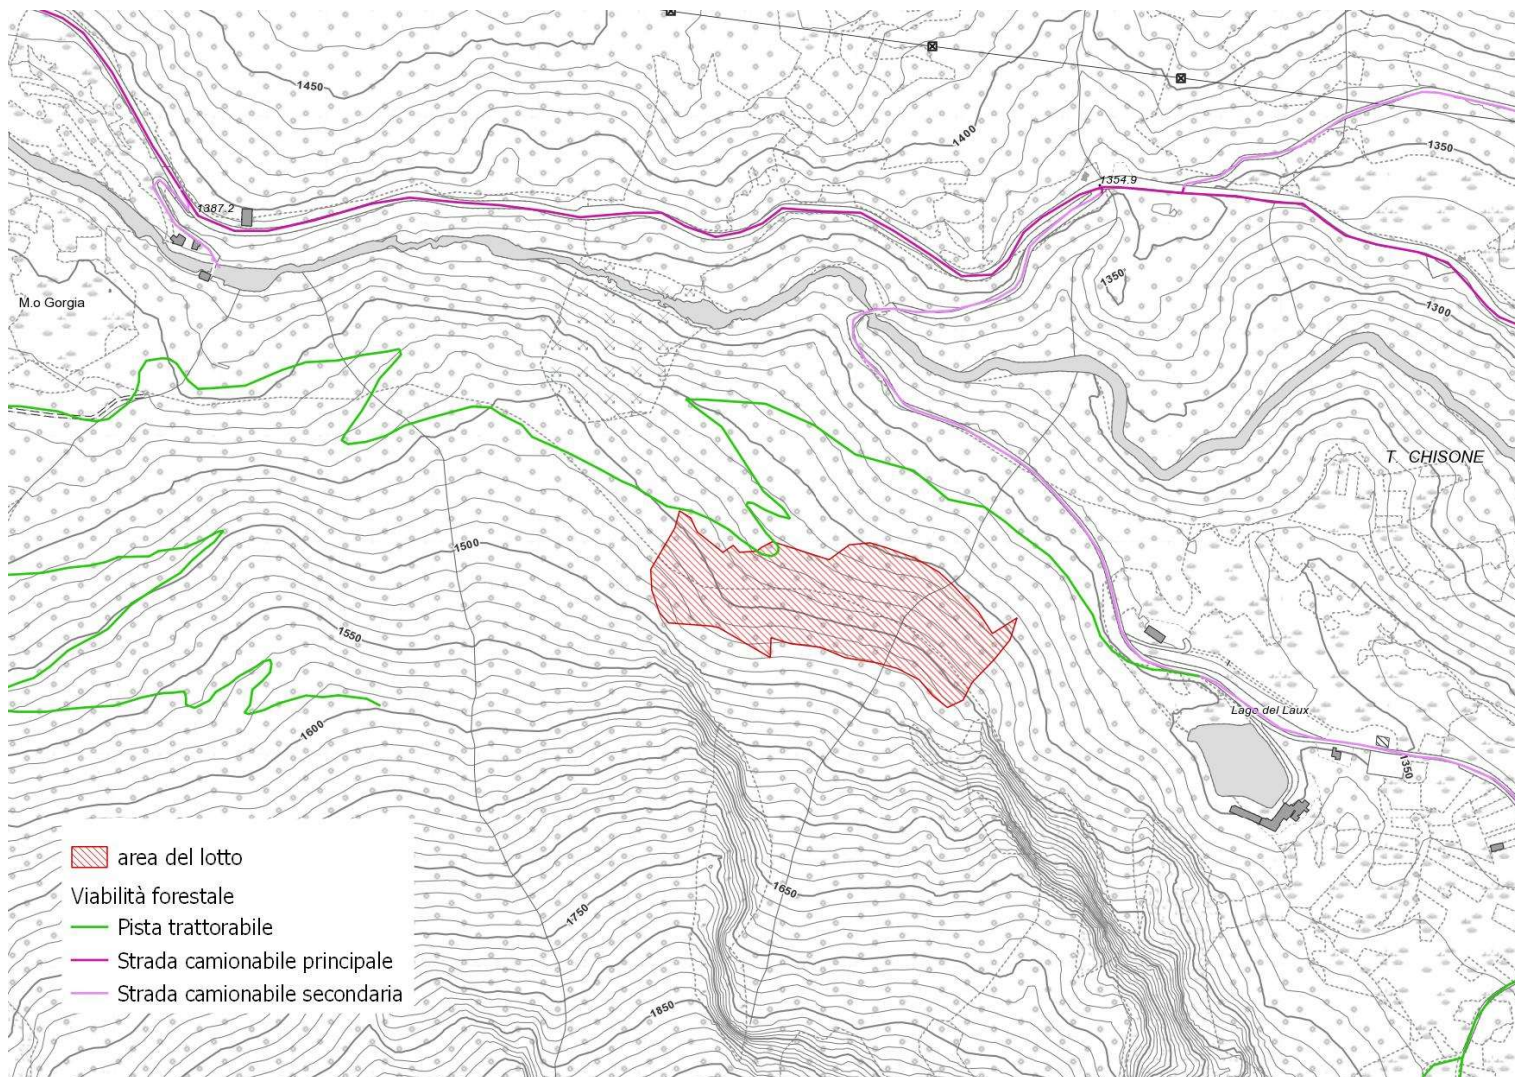 1450
1400
1350
1354.9
1387.2
1350
M.o Gorgia
1300
T. CHISONE
1500
1550
Lago del Laux
1600
1350
1650
1750
1850
area del lotto
Viabilità forestale
Pista trattorabile
Strada camionabile principale
Strada camionabile secondaria